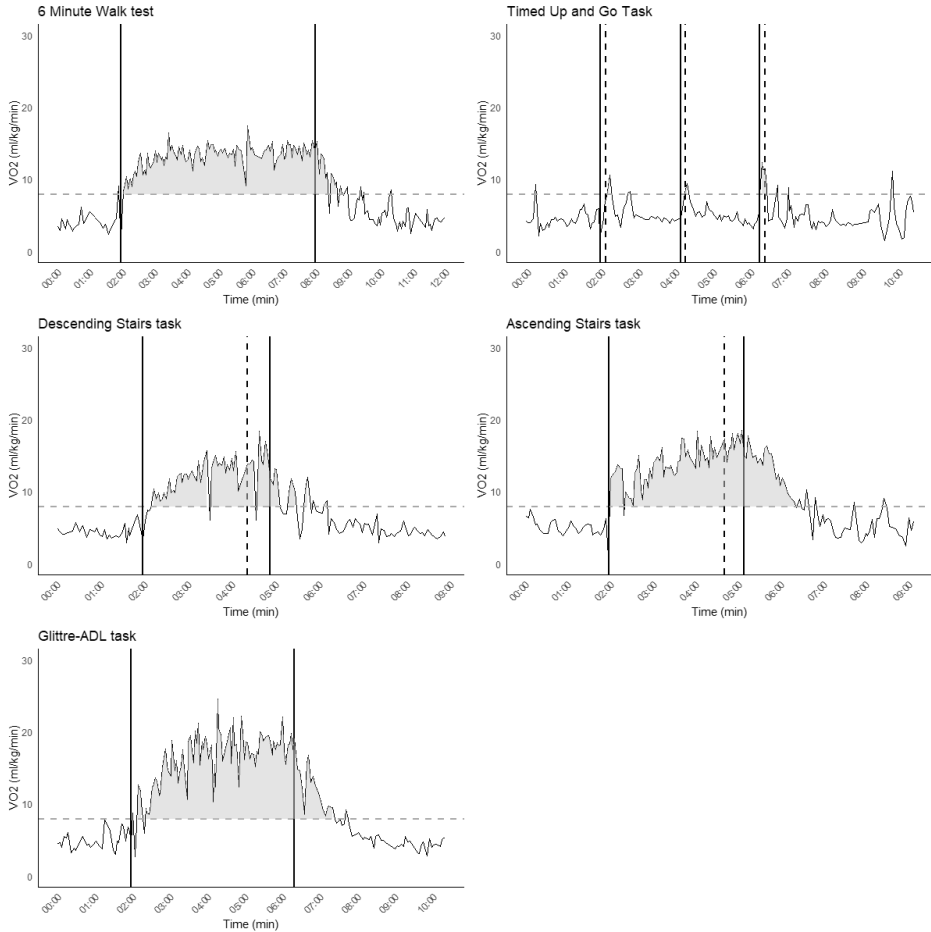 6 Minute Walk test
VO2 (ml/kg/min)
30
20
10
0
00:00 01:00 02:00 03:00 04:00 05:00 06:00 07:00 08:00 09:00 10:00 11:00 12:00
Time (min)
Timed Up and Go Task
VO2 (ml/kg/min)
30
20
10
0
00:00 01:00 02:00 03:00 04:00 05:00 06:00 07:00 08:00 09:00 10:00
Time (min)
Descending Stairs task
VO2 (ml/kg/min)
30
20
10
0
00:00 01:00 02:00 03:00 04:00 05:00 06:00 07:00 08:00 09:00
Time (min)
Ascending Stairs task
VO2 (ml/kg/min)
30
20
10
0
00:00 01:00 02:00 03:00 04:00 05:00 06:00 07:00 08:00 09:00
Time (min)
Glittre-ADL task
VO2 (ml/kg/min)
30
20
10
0
00:00 01:00 02:00 03:00 04:00 05:00 06:00 07:00 08:00 09:00 10:00
Time (min)